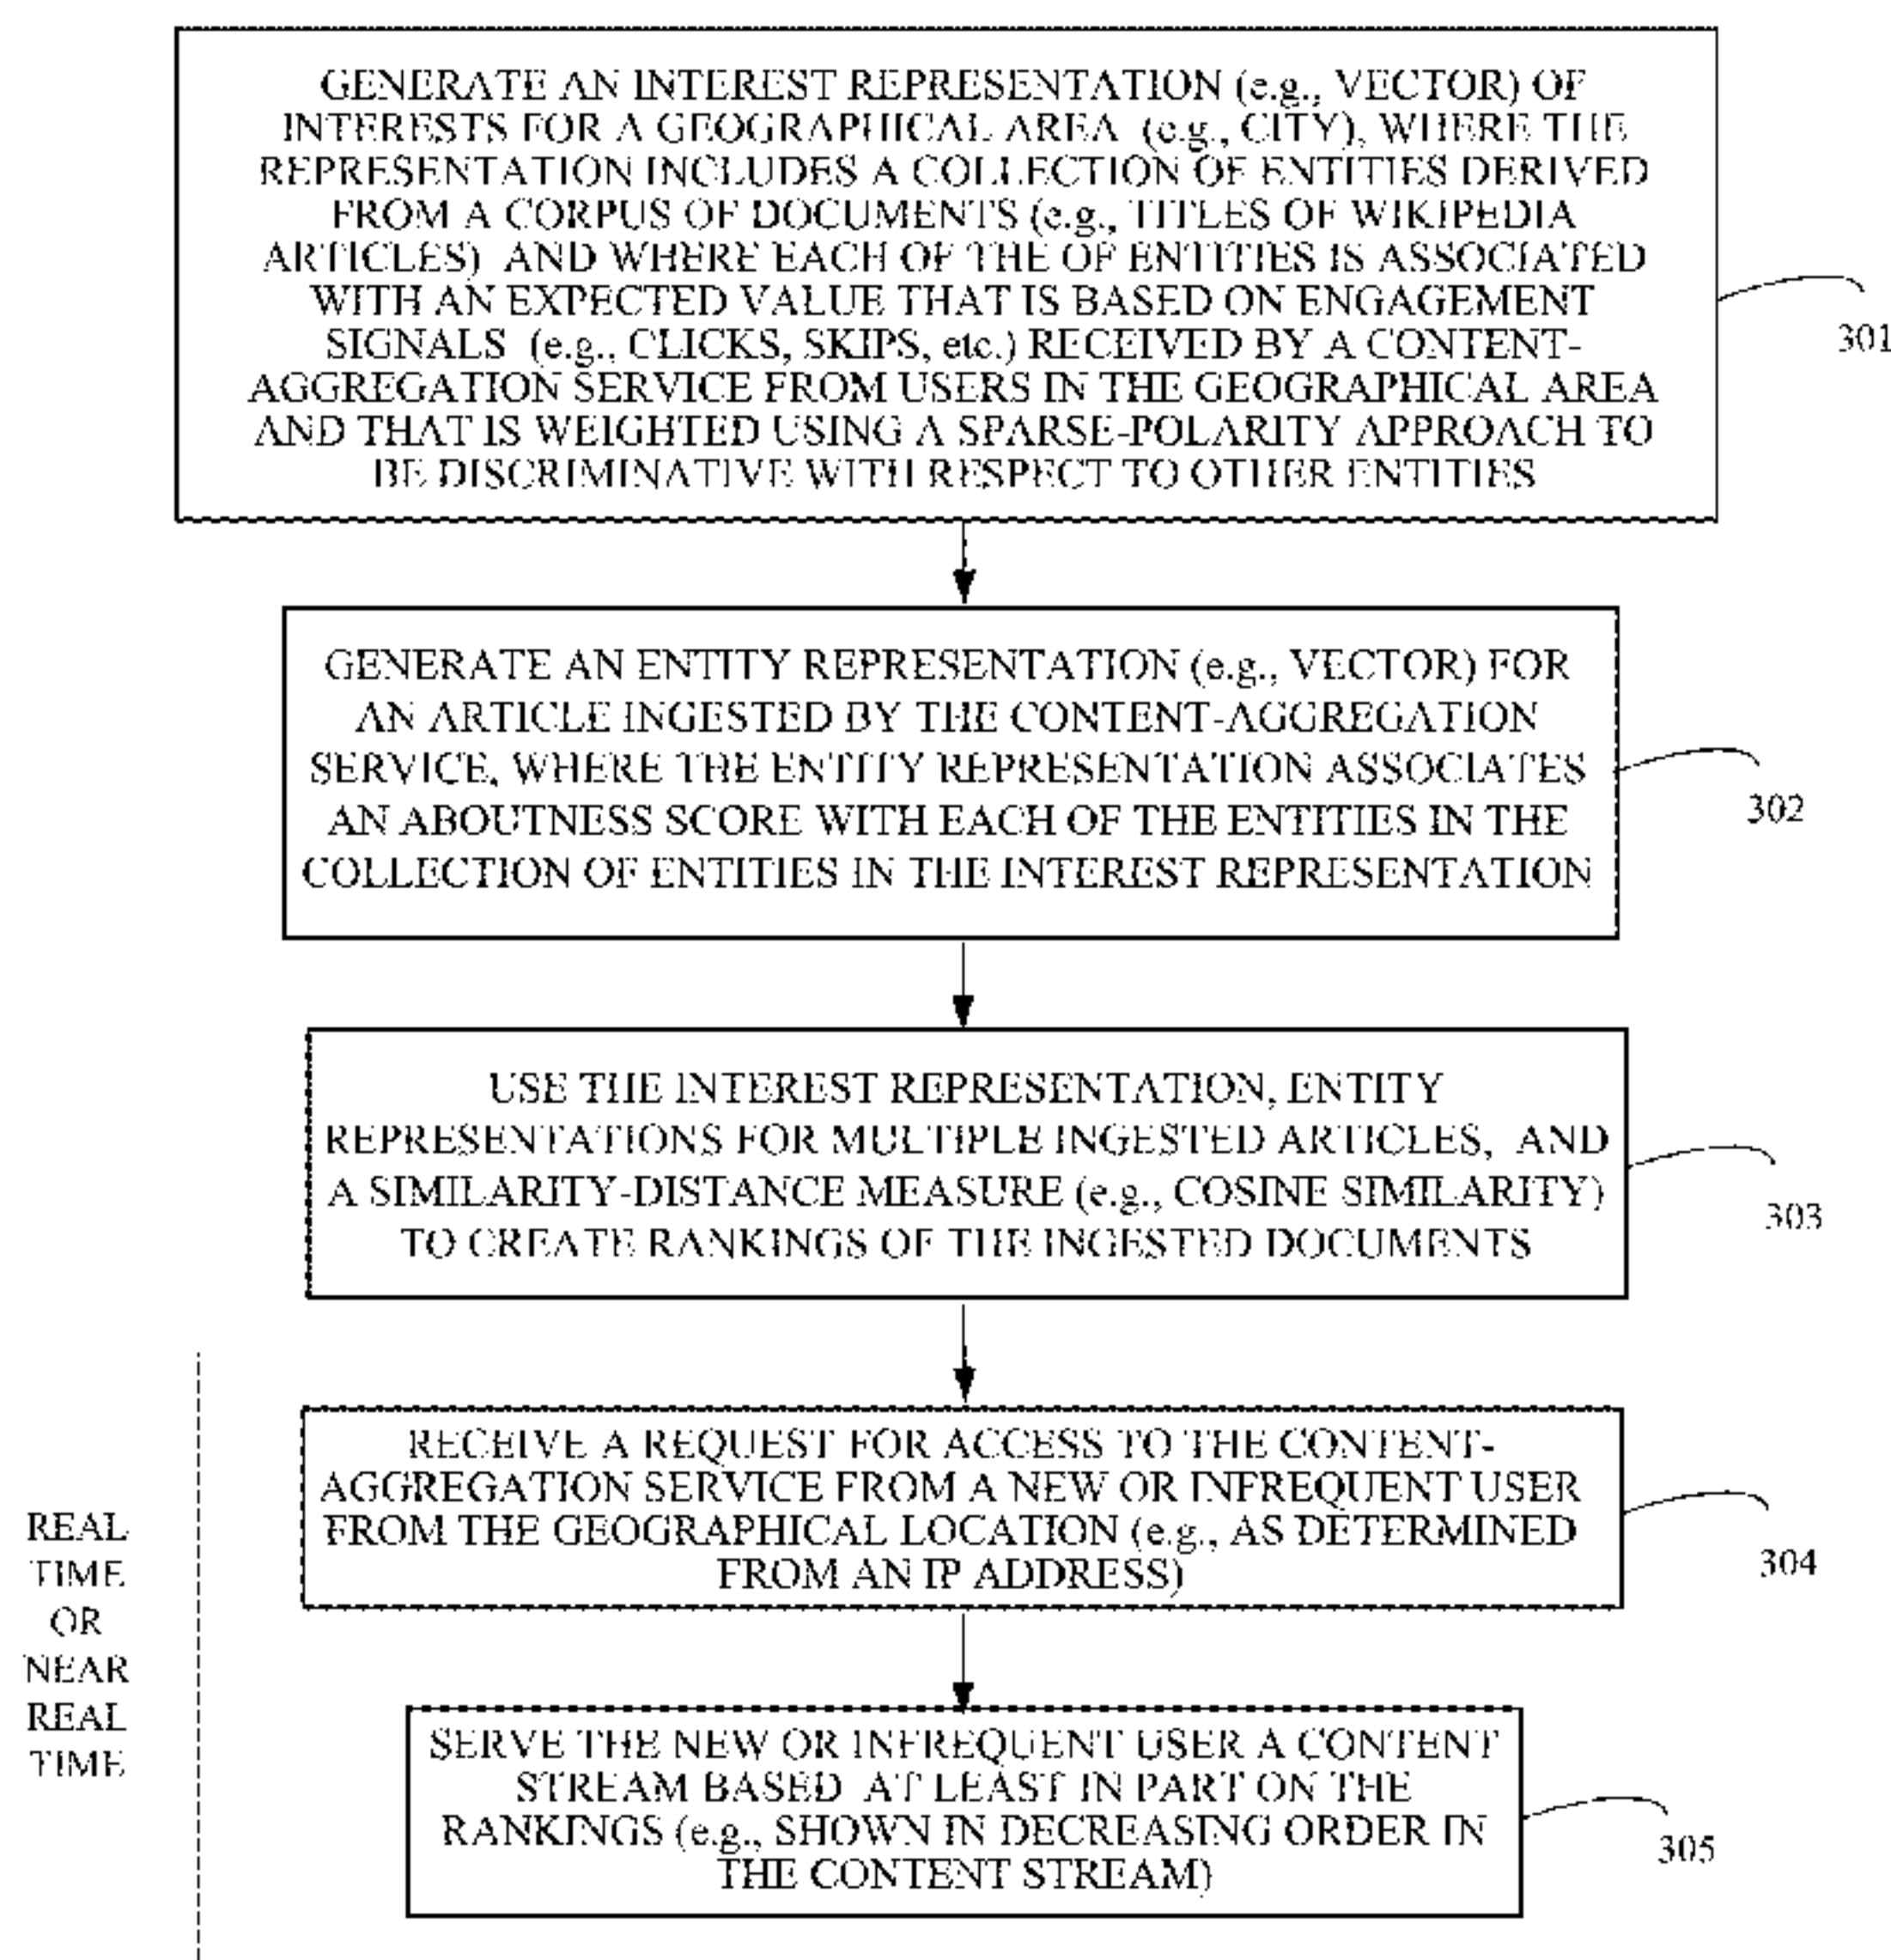 GENERATE AN INTEREST REPRESENTATION (e.g., VECTOR) OF
INTERESTS FOR A GEOGRAPHICAL AREA (e.g., CITY), WHERE THE
REPRESENTATION INCLUDES A COLLECTION OF ENTITIES DERIVED
FROM A CORPUS OF DOCUMENTS (e.g., TITLES OF WIKIPEDIA
ARTICLES) AND WHERE EACH OF THE OF ENTITIES IS ASSOCIATED
WITH AN EXPECTED VALUE THAT IS BASED ON ENGAGEMENT
SIGNALS (e.g., CLICKS, SKIPS, etc.) RECEIVED BY A CONTENT-
AGGREGATION SERVICE FROM USERS IN THE GEOGRAPHICAL AREA
AND THAT IS WEIGHTED USING A SPARSE-POLARITY APPROACH TO
BE DISCRIMINATIVE WITH RESPECT TO OTHER ENTITIES
301
GENERATE AN ENTITY REPRESENTATION (e.g., VECTOR) FOR
AN ARTICLE INGESTED BY THE CONTENT-AGGREGATION
SERVICE, WHERE THE ENTITY REPRESENTATION ASSOCIATES
AN ABOUTNESS SCORE WITH EACH OF THE ENTITIES IN THE
COLLECTION OF ENTITIES IN THE INTEREST REPRESENTATION
302
USE THE INTEREST REPRESENTATION, ENTITY
REPRESENTATIONS FOR MULTIPLE INGESTED ARTICLES, AND
A SIMILARITY-DISTANCE MEASURE (e.g., COSINE SIMILARITY)
TO CREATE RANKINGS OF THE INGESTED DOCUMENTS
303
RECEIVE A REQUEST FOR ACCESS TO THE CONTENT-
AGGREGATION SERVICE FROM A NEW OR INFREQUENT USER
FROM THE GEOGRAPHICAL LOCATION (e.g., AS DETERMINED
FROM AN IP ADDRESS)
304
REAL
TIME
OR
NEAR
REAL
TIME
SERVE THE NEW OR INFREQUENT USER A CONTENT
STREAM BASED AT LEAST IN PART ON THE
RANKINGS (e.g., SHOWN IN DECREASING ORDER IN
THE CONTENT STREAM)
305